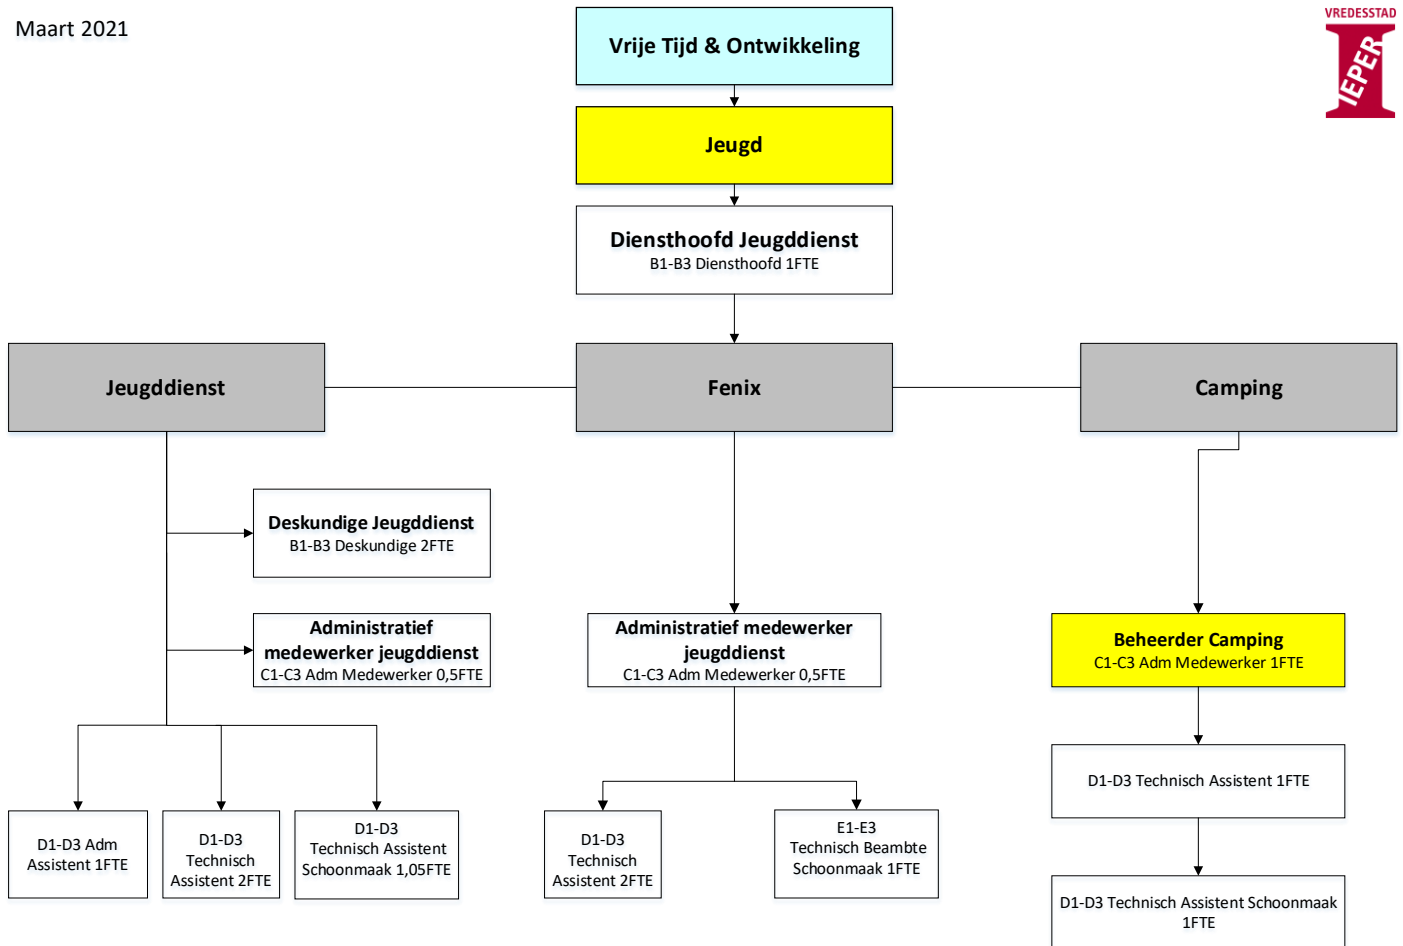 Maart 2021
VREDESSTAD
IEPER
Vrije Tijd & Ontwikkeling
Jeugd
Diensthoofd Jeugddienst
B1-B3 Diensthoofd 1FTE
Jeugddienst
Fenix
Camping
Deskundige Jeugddienst
B1-B3 Deskundige 2FTE
Administratief
medewerker jeugddienst
C1-C3 Adm Medewerker 0,5FTE
Administratief medewerker
jeugddienst
C1-C3 Adm Medewerker 0,5FTE
Beheerder Camping
C1-C3 Adm Medewerker 1FTE
D1-D3 Adm
Assistent 1FTE
D1-D3
Technisch
Assistent 2FTE
D1-D3
Technisch Assistent
Schoonmaak 1,05FTE
D1-D3
Technisch
Assistent 2FTE
E1-E3
Technisch Beambte
Schoonmaak 1FTE
D1-D3 Technisch Assistent 1FTE
D1-D3 Technisch Assistent Schoonmaak
1FTE